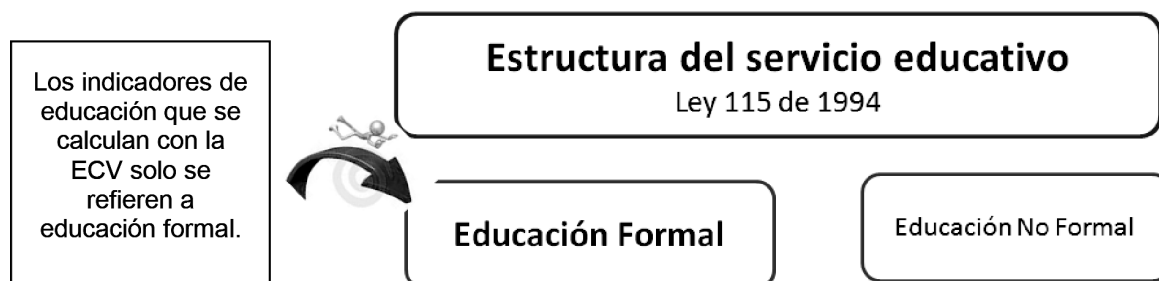 Los indicadores de
educación que se
calculan con la
ECV solo se
refieren a
educación formal.
Estructura del servicio educativo
Ley 115 de 1994
Educación Formal
Educación No Formal